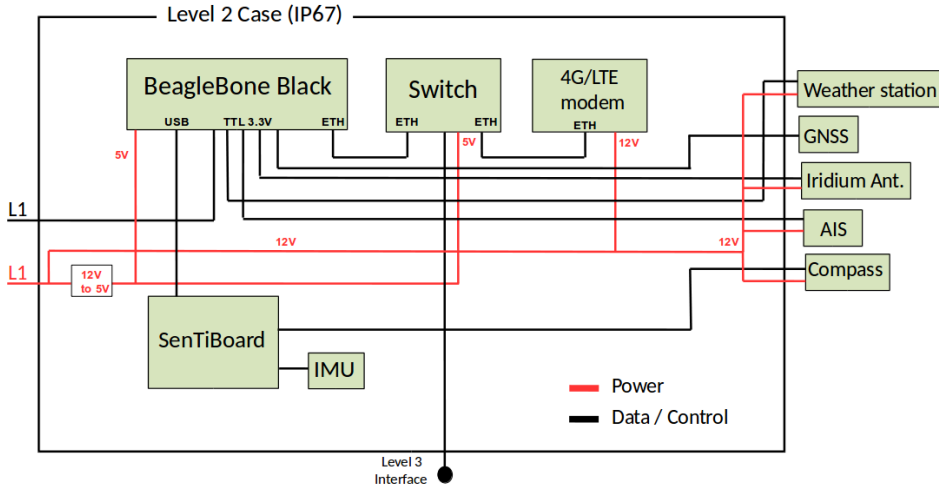 Level 2 Case (IP67)
BeagleBone Black
USB
TTL 3.3V
ETH
Switch
ETH
ETH
4G/LTE
modem
ETH
Weather station
GNSS
Iridium Ant.
AIS
Compass
5V
5V
12V
L1
12V
12V
L1
12V
to 5V
SenTiBoard
IMU
Power
Data / Control
Level 3
Interface